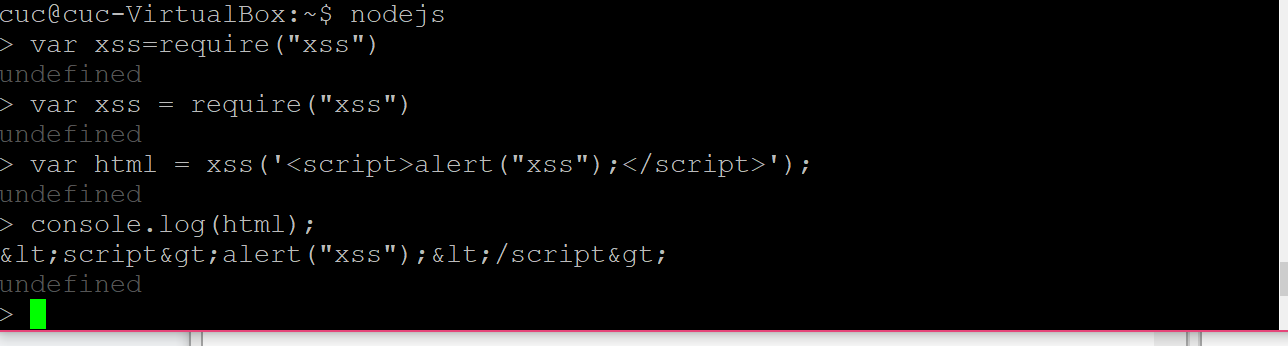 cuc@cuc-VirtualBox:~$ nodejs
> var xss=require("xss")
undefined
> var xss = require("xss")
undefined
> var html = xss('<script>alert("xss");</script>');
undefined
> console.log(html);
&lt;script&gt;alert("xss");&lt;/script&gt;
undefined
>